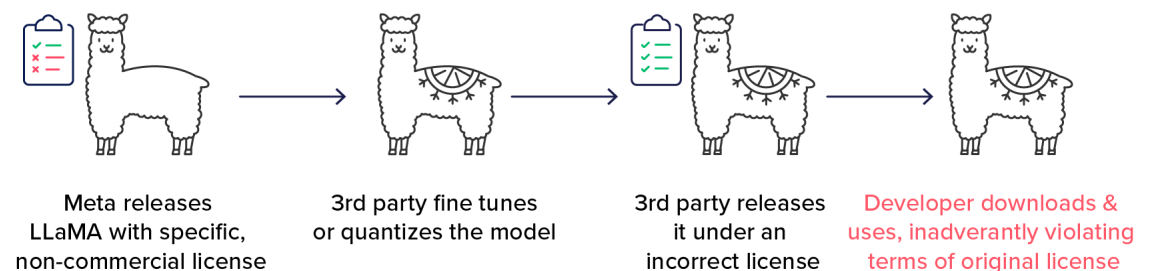 Meta releases
LLaMA with specific,
non-commercial license
3rd party fine tunes
or quantizes the model
3rd party releases
it under an
incorrect license
Developer downloads &
uses, inadverantly violating
terms of original license